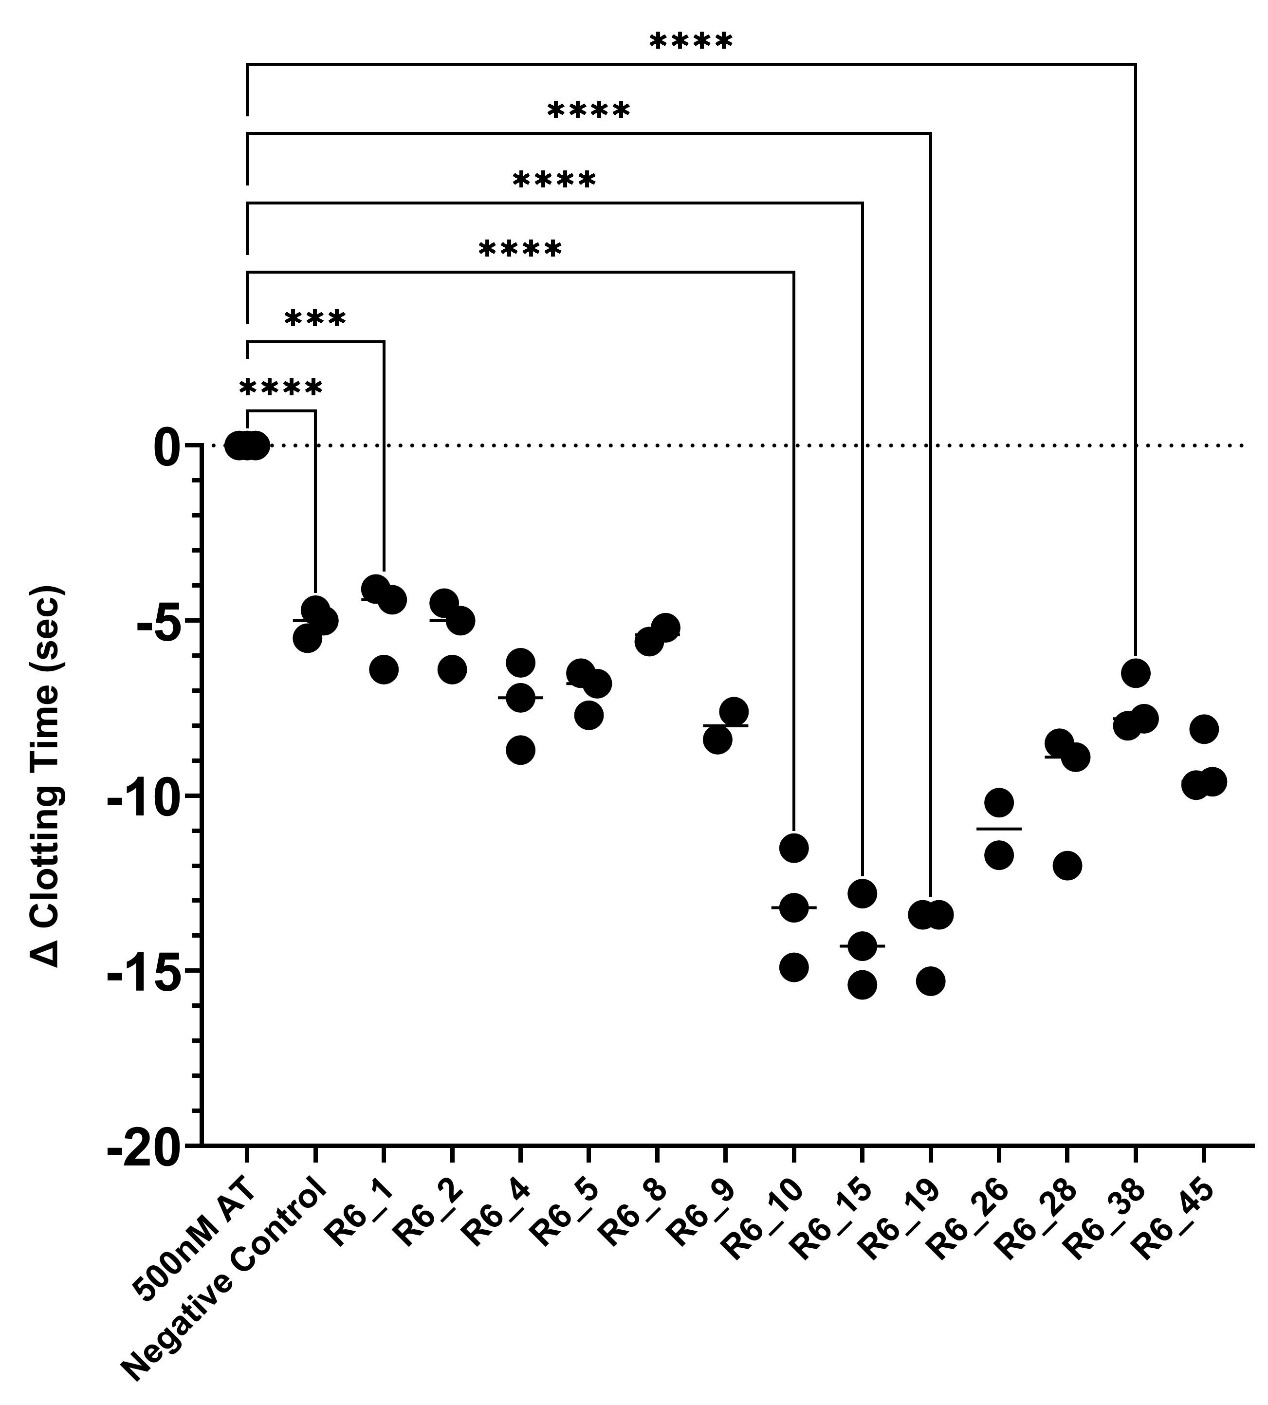 ****
****
****
****
***
****
0
-5
-10
-15
-20
Δ Clotting Time (sec)
500nM AT
Negative Control
R6_1
R6_2
R6_4
R6_5
R6_8
R6_9
R6_10
R6_15
R6_19
R6_26
R6_28
R6_38
R6_45